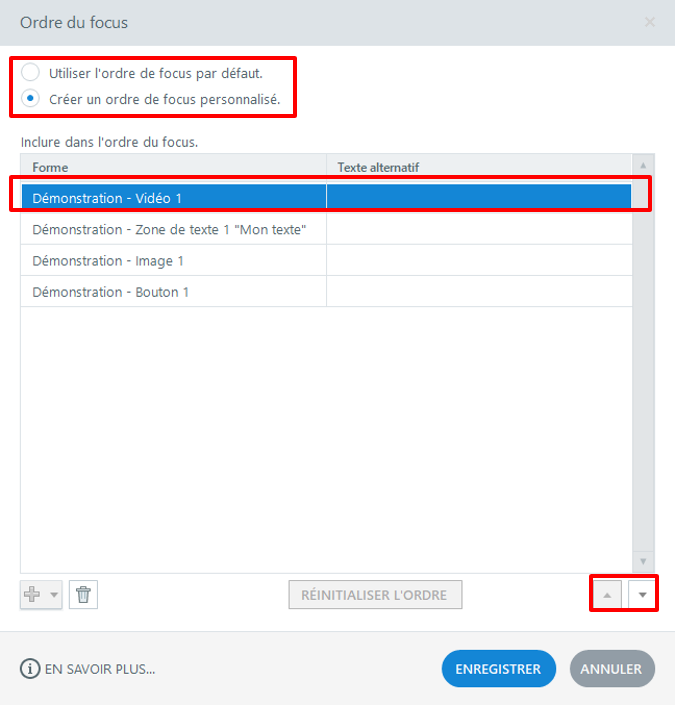 Ordre du focus
Utiliser l'ordre de focus par défaut.
Créer un ordre de focus personnalisé.
Inclure dans l'ordre du focus.
Forme Texte alternatif
Démonstration - Vidéo 1
Démonstration - Zone de texte 1 "Mon texte"
Démonstration - Image 1
Démonstration - Bouton 1
RÉINITIALISER L'ORDRE
EN SAVOIR PLUS... ENREGISTRER ANNULER